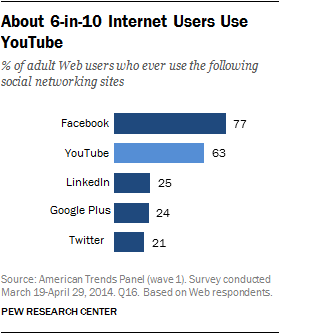 About 6-in-10 Internet Users Use
YouTube
% of adult Web users who ever use the following
social networking sites
Facebook 77
YouTube 63
LinkedIn 25
Google Plus 24
Twitter 21
Source: American Trends Panel (wave 1). Survey conducted
March 19-April 29, 2014. Q16. Based on Web respondents.
PEW RESEARCH CENTER